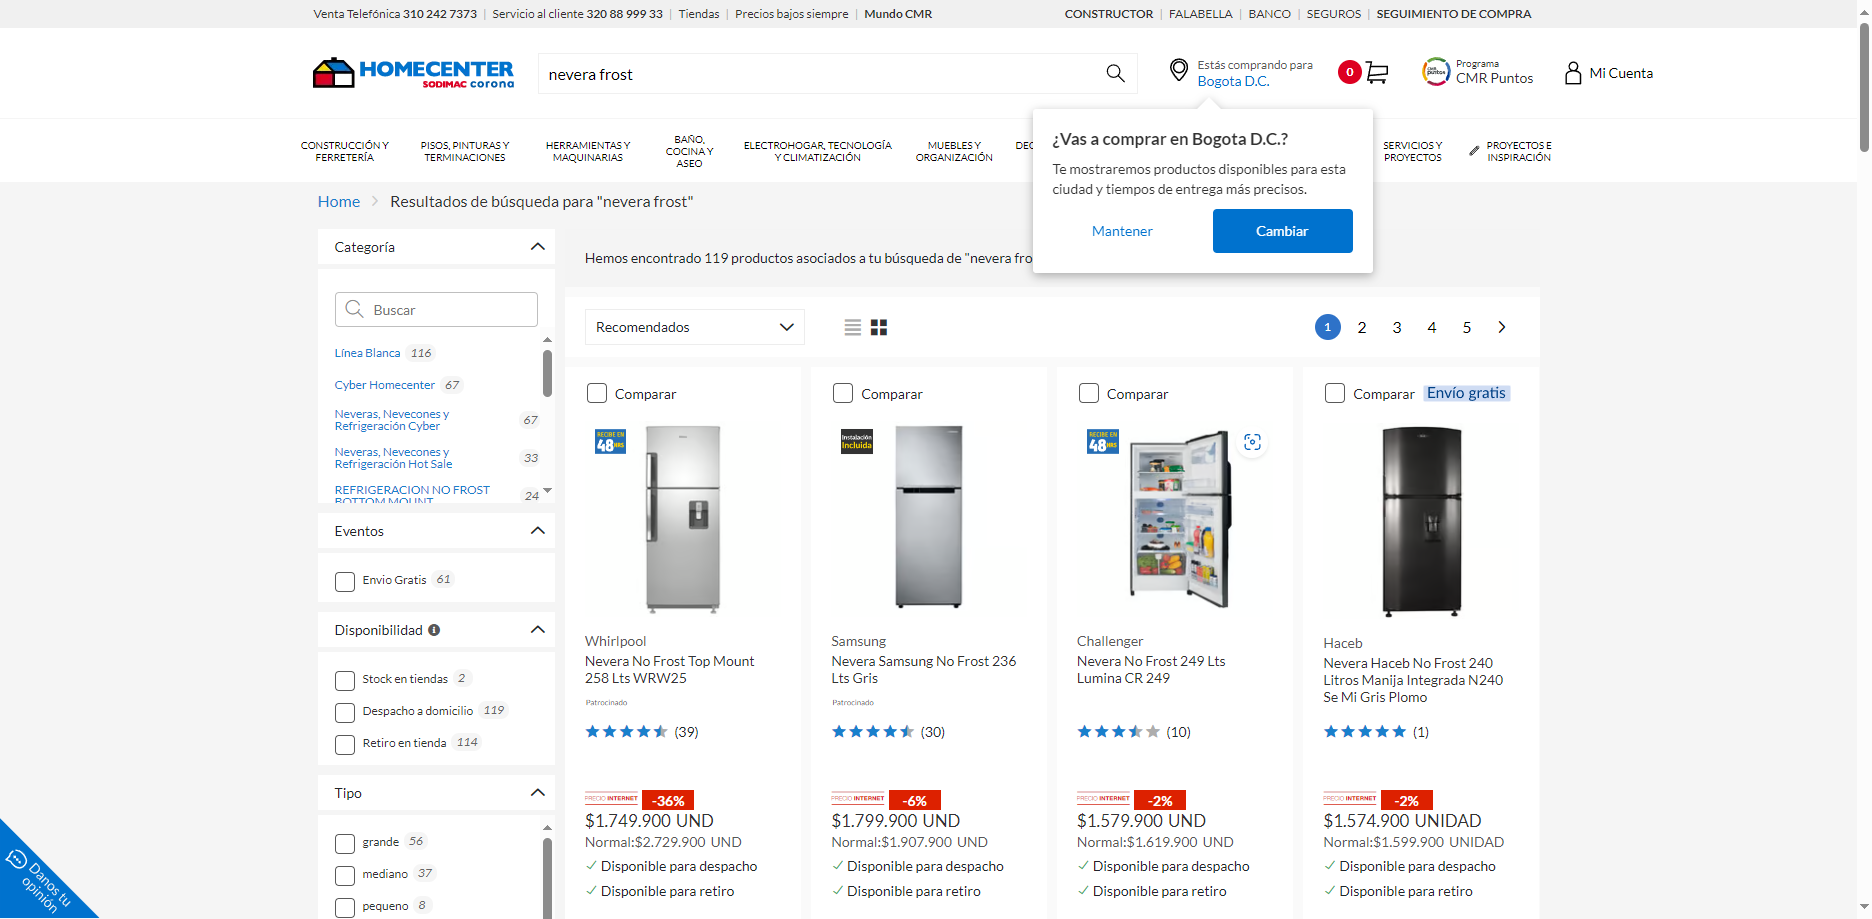 Venta Telefónica 310 242 7373 | Servicio al cliente 320 88 999 33 | Tiendas | Precios bajos siempre | Mundo CMR
CONSTRUCTOR | FALABELLA | BANCO | SEGUROS | SEGUIMIENTO DE COMPRA
HOMECENTER
SODIMAC corona
nevera frost
Estás comprando para
Bogota D.C.
0
Programa
CMR Puntos
Mi Cuenta
CONSTRUCCIÓN Y
FERRETERÍA
PISOS, PINTURAS Y
TERMINACIONES
HERRAMIENTAS Y
MAQUINARIAS
BAÑO,
COCINA Y
ASEO
ELECTROHOGAR, TECNOLOGÍA
Y CLIMATIZACIÓN
MUEBLES Y
ORGANIZACIÓN
DEC
SERVICIOS Y
PROYECTOS
PROYECTOS E
INSPIRACIÓN
¿Vas a comprar en Bogota D.C.?
Te mostraremos productos disponibles para esta
ciudad y tiempos de entrega más precisos.
Mantener
Cambiar
Home > Resultados de búsqueda para "nevera frost"
Categoría
Buscar
Línea Blanca 116
Cyber Homecenter 67
Neveras, Nevecones y
Refrigeración Cyber 67
Neveras, Nevecones y
Refrigeración Hot Sale 33
REFRIGERACION NO FROST
BOTTOM MOUNT 24
Eventos
Envio Gratis 61
Disponibilidad
Stock en tiendas 2
Despacho a domicilio 119
Retiro en tienda 114
Tipo
grande 56
mediano 37
pequeno 8
Danos tu
opinión
Hemos encontrado 119 productos asociados a tu búsqueda de "nevera fro
Recomendados
1 2 3 4 5
Comparar
RECIBE EN
48HRS
Whirlpool
Nevera No Frost Top Mount
258 Lts WRW25
Patrocinado
(39)
PRECIO INTERNET -36%
$1.749.900 UND
Normal:$2.729.900 UND
Disponible para despacho
Disponible para retiro
Comparar
Instalación
Incluida
Samsung
Nevera Samsung No Frost 236
Lts Gris
Patrocinado
(30)
PRECIO INTERNET -6%
$1.799.900 UND
Normal:$1.907.900 UND
Disponible para despacho
Disponible para retiro
Comparar
RECIBE EN
48HRS
Challenger
Nevera No Frost 249 Lts
Lumina CR 249
(10)
PRECIO INTERNET -2%
$1.579.900 UND
Normal:$1.619.900 UND
Disponible para despacho
Disponible para retiro
Comparar Envío gratis
Haceb
Nevera Haceb No Frost 240
Litros Manija Integrada N240
Se Mi Gris Plomo
(1)
PRECIO INTERNET -2%
$1.574.900 UNIDAD
Normal:$1.599.900 UNIDAD
Disponible para despacho
Disponible para retiro